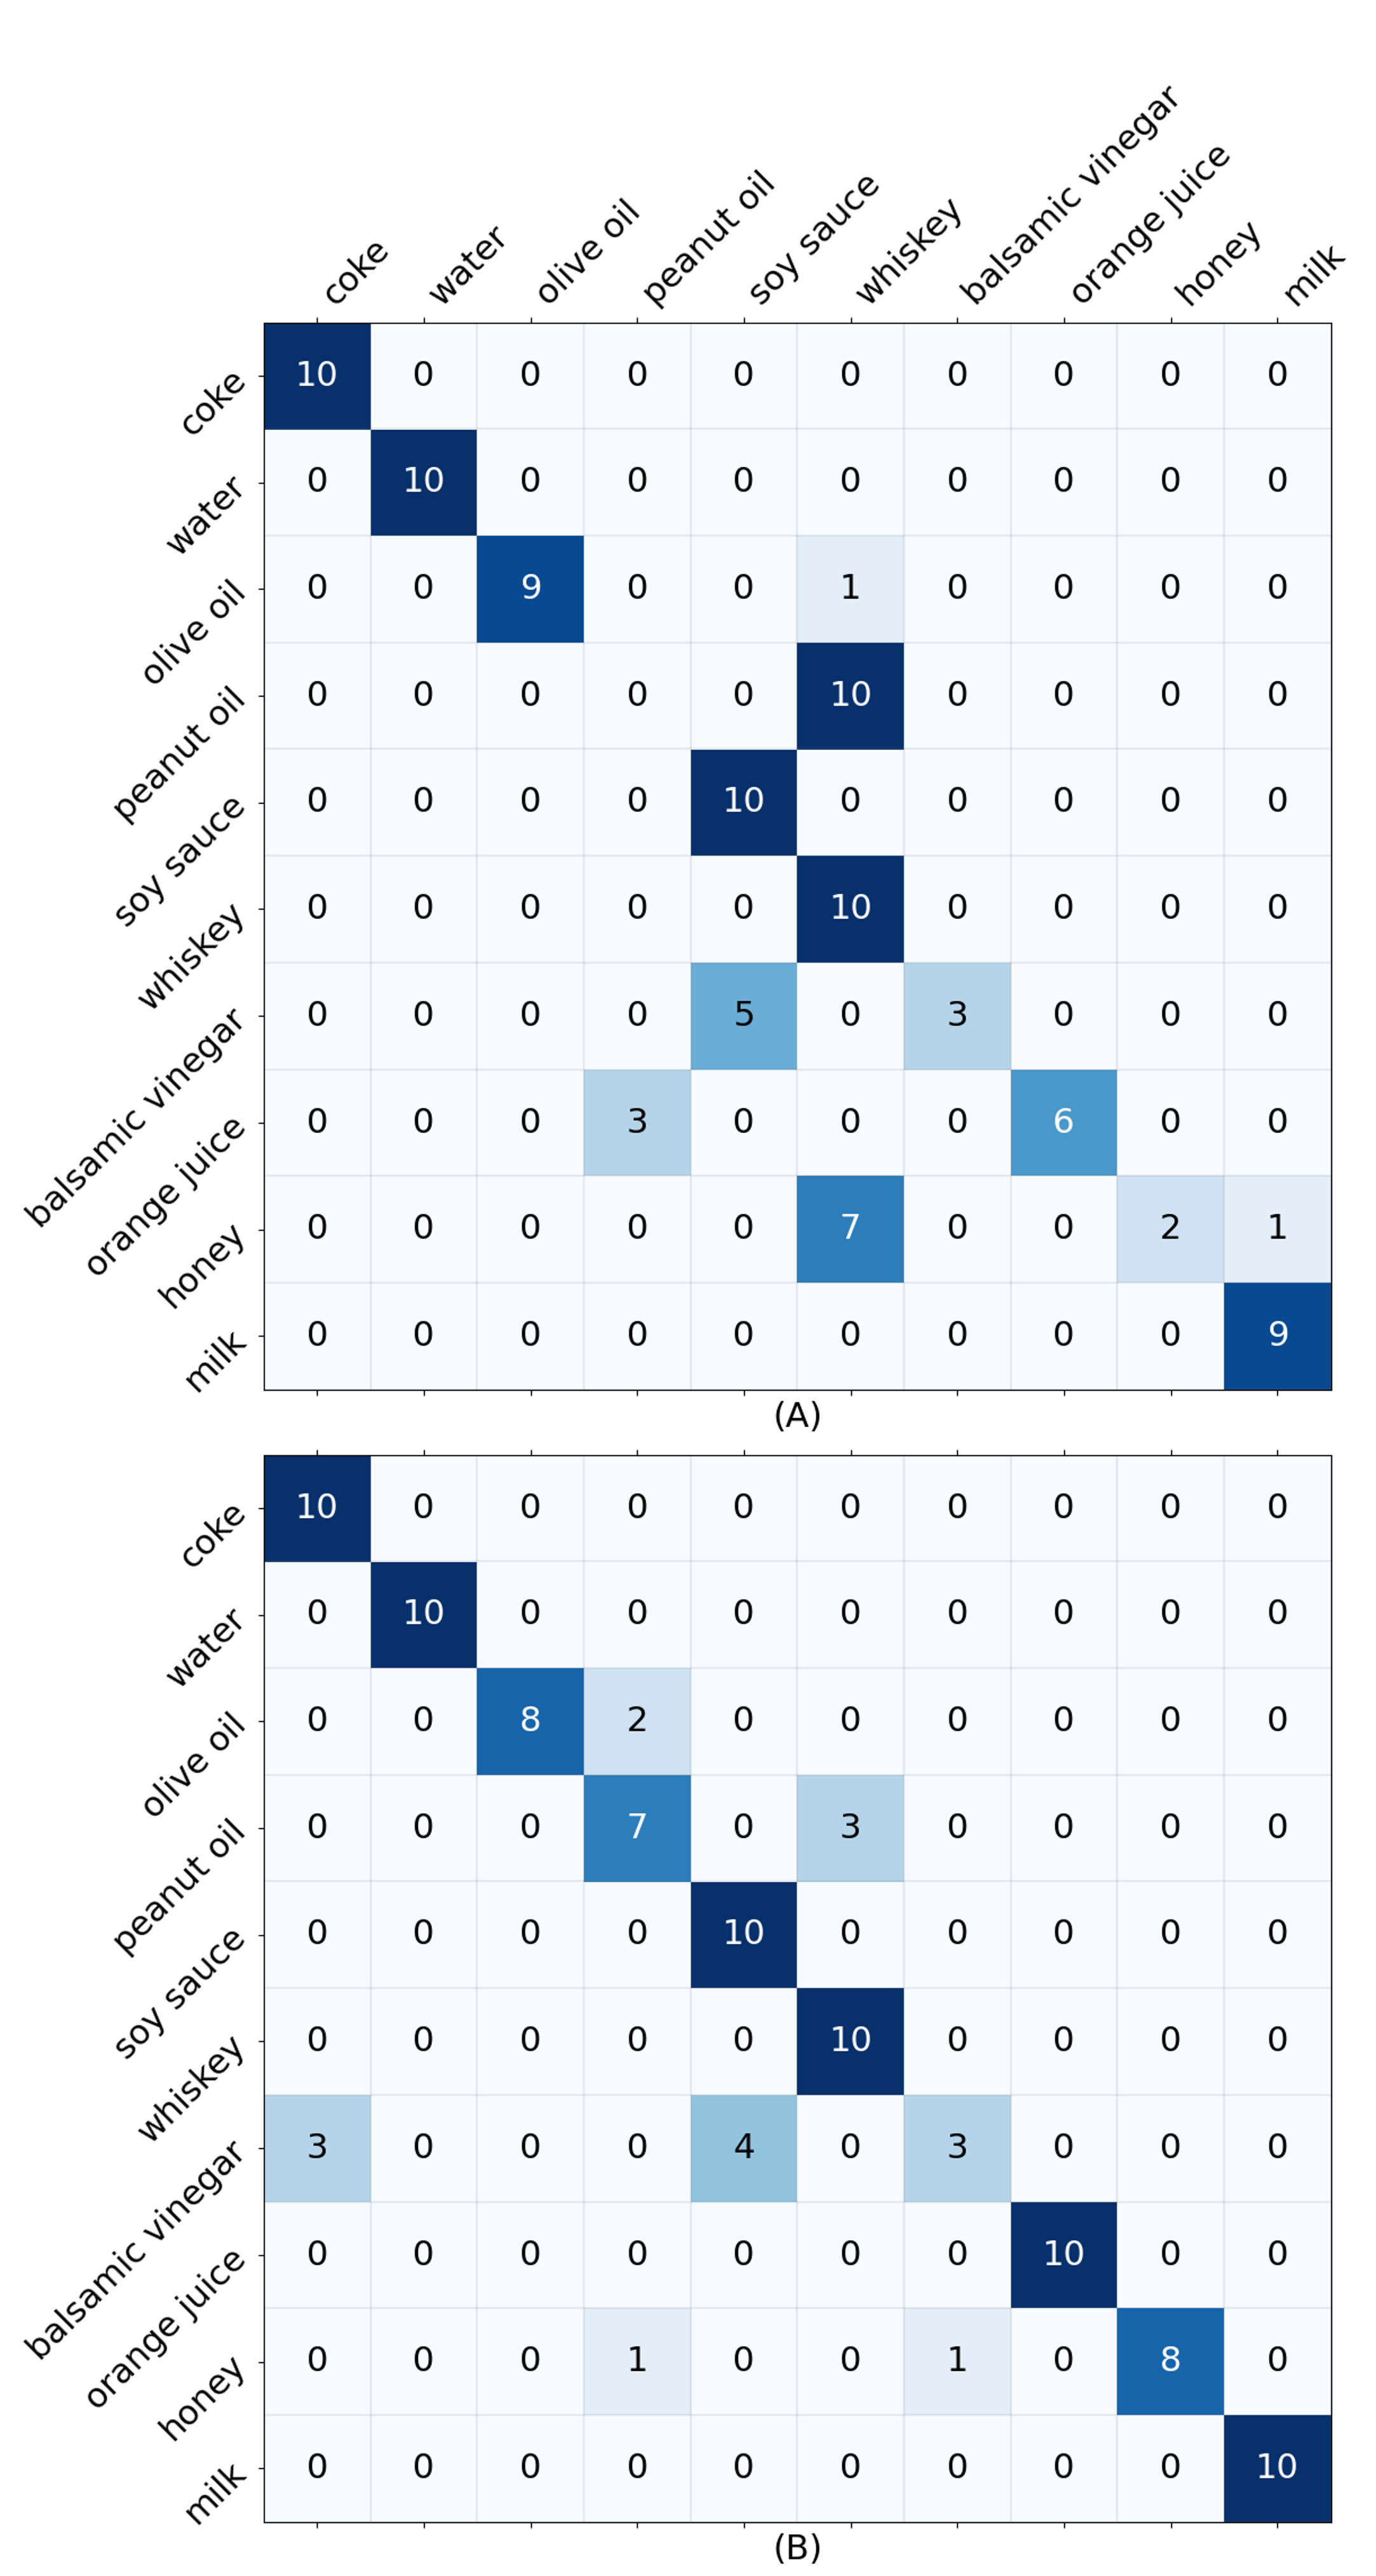 coke water olive oil peanut oil soy sauce whiskey balsamic vinegar orange juice honey milk
coke 10 0 0 0 0 0 0 0 0 0
water 0 10 0 0 0 0 0 0 0 0
olive oil 0 0 9 0 0 1 0 0 0 0
peanut oil 0 0 0 0 0 10 0 0 0 0
soy sauce 0 0 0 0 10 0 0 0 0 0
whiskey 0 0 0 0 0 10 0 0 0 0
balsamic vinegar 0 0 0 0 5 0 3 0 0 0
orange juice 0 0 0 3 0 0 0 6 0 0
honey 0 0 0 0 0 7 0 0 2 1
milk 0 0 0 0 0 0 0 0 0 9
(A)
coke 10 0 0 0 0 0 0 0 0 0
water 0 10 0 0 0 0 0 0 0 0
olive oil 0 0 8 2 0 0 0 0 0 0
peanut oil 0 0 0 7 0 3 0 0 0 0
soy sauce 0 0 0 0 10 0 0 0 0 0
whiskey 0 0 0 0 0 10 0 0 0 0
balsamic vinegar 3 0 0 0 4 0 3 0 0 0
orange juice 0 0 0 0 0 0 0 10 0 0
honey 0 0 0 1 0 0 1 0 8 0
milk 0 0 0 0 0 0 0 0 0 10
(B)